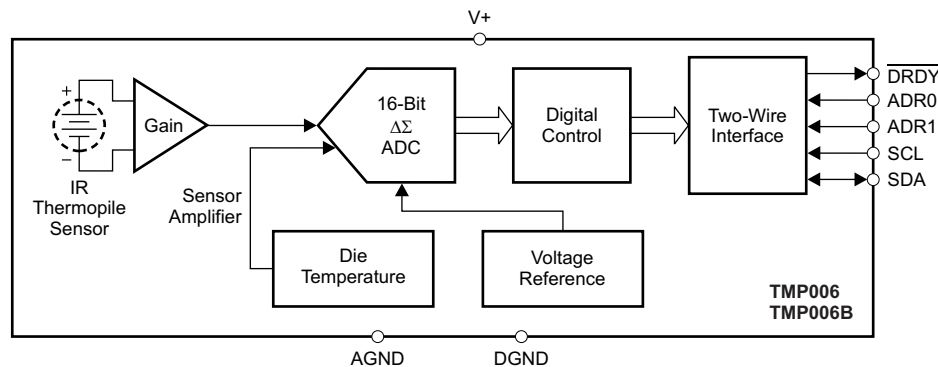 V+
+
−
IR
Thermopile
Sensor
Gain
Sensor
Amplifier
16-Bit
ΔΣ
ADC
Digital
Control
Two-Wire
Interface
D̅R̅D̅Y̅
ADR0
ADR1
SCL
SDA
Die
Temperature
Voltage
Reference
TMP006
TMP006B
AGND
DGND